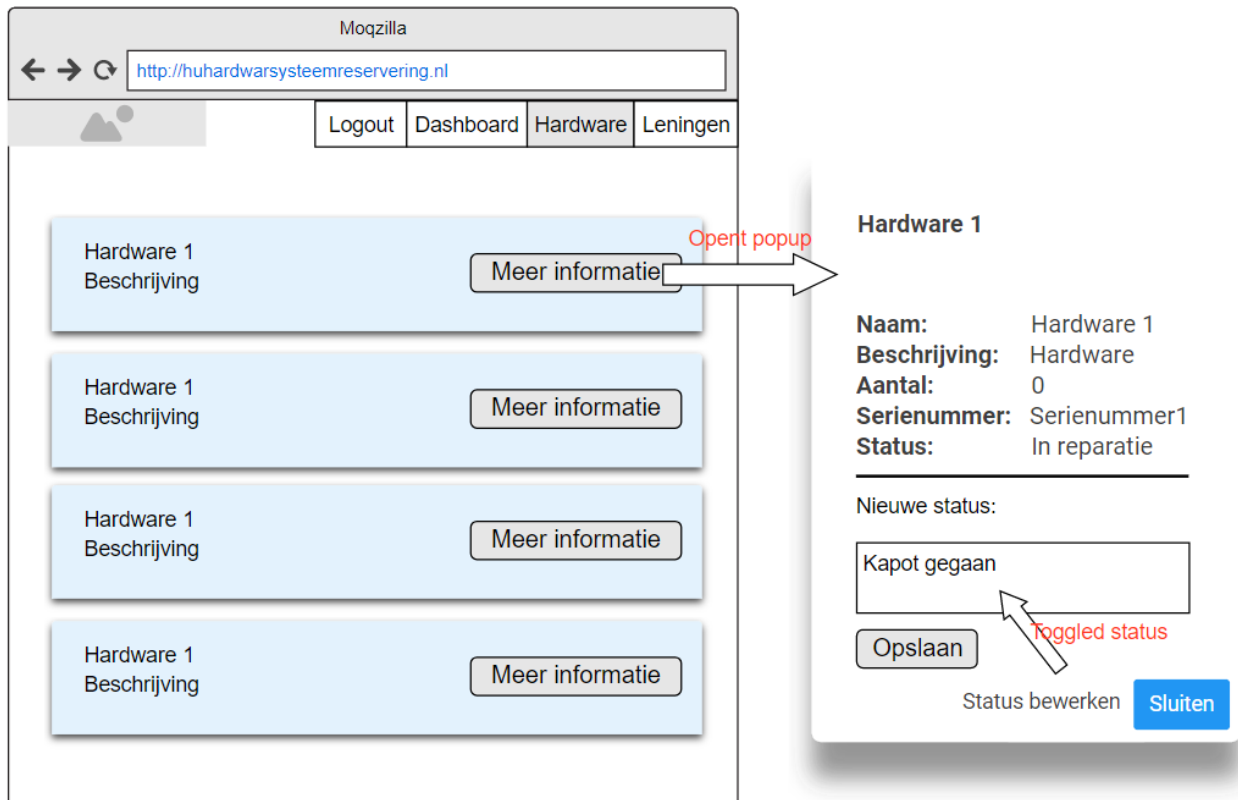 Moqzilla
http://huhardwarsysteemreservering.nl
Logout Dashboard Hardware Leningen
Hardware 1
Beschrijving
Meer informatie
Hardware 1
Beschrijving
Meer informatie
Hardware 1
Beschrijving
Meer informatie
Hardware 1
Beschrijving
Meer informatie
Opent popup
Hardware 1
Naam: Hardware 1
Beschrijving: Hardware
Aantal: 0
Serienummer: Serienummer1
Status: In reparatie
Nieuwe status:
Kapot gegaan
Toggled status
Opslaan
Status bewerken Sluiten